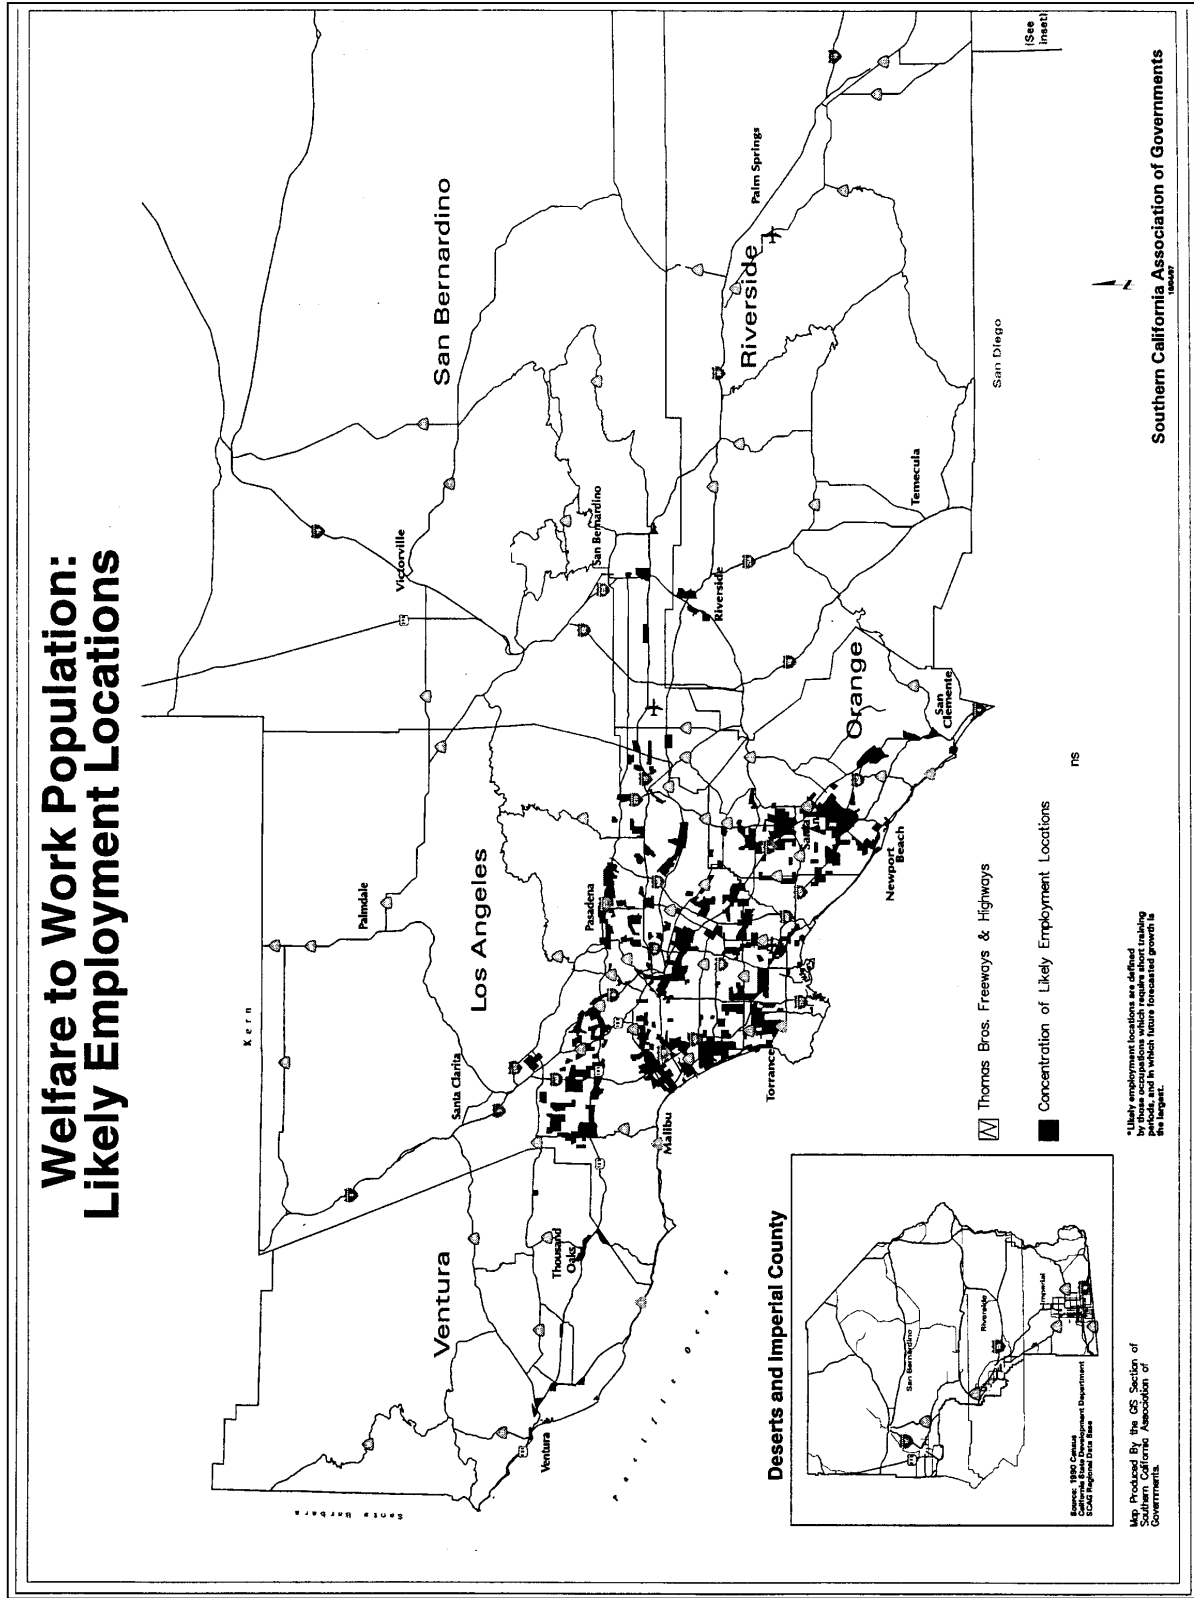 Welfare to Work Population:
Likely Employment Locations
Kern
Santa Barbara
Ventura
Los Angeles
San Bernardino
Riverside
Orange
San Diego
Palmdale
Victorville
Santa Clarita
Pasadena
San Bernardino
Palm Springs
Thousand
Oaks
Ventura
Malibu
Torrance
Riverside
Temecula
Santa
Newport
Beach
San
Clemente
Pacific Ocean
(See
inset)
Deserts and Imperial County
San Bernardino
Riverside
Imperial
Source: 1990 Census
California State Development Department
SCAG Regional Data Base
Thomas Bros. Freeways & Highways
Concentration of Likely Employment Locations
ns
*Likely employment locations are defined
by those occupations which require short training
periods, and in which future forecasted growth is
the largest.
Map Produced By the GIS Section of
Southern California Association of
Governments.
Southern California Association of Governments